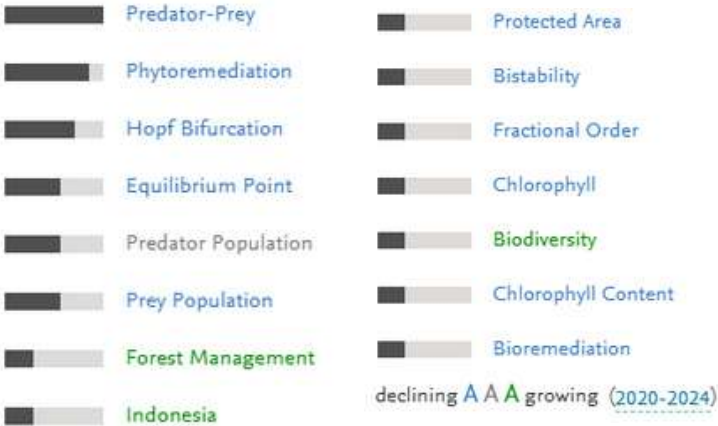 Predator-Prey
Phytoremediation
Hopf Bifurcation
Equilibrium Point
Predator Population
Prey Population
Forest Management
Indonesia
Protected Area
Bistability
Fractional Order
Chlorophyll
Biodiversity
Chlorophyll Content
Bioremediation
declining A A A growing (2020-2024)